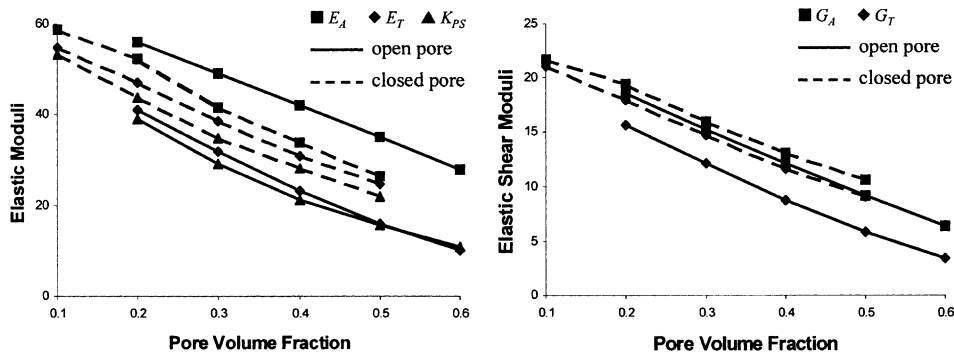 E_A E_T K_PS
open pore
closed pore
Elastic Moduli
60
40
20
0
0.1 0.2 0.3 0.4 0.5 0.6
Pore Volume Fraction
G_A G_T
open pore
closed pore
Elastic Shear Moduli
25
20
15
10
5
0
0.1 0.2 0.3 0.4 0.5 0.6
Pore Volume Fraction